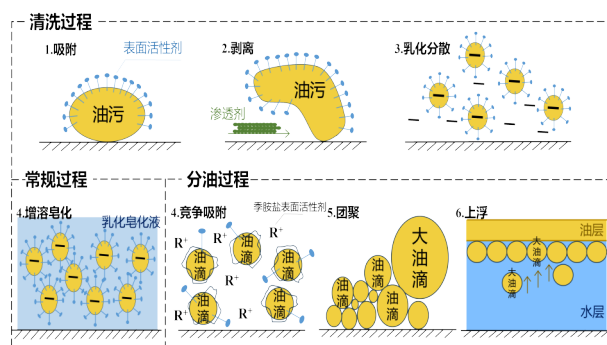 清洗过程
1.吸附
表面活性剂
油污
2.剥离
油污
渗透剂
3.乳化分散
常规过程
4.增溶皂化
乳化皂化液
分油过程
4.竞争吸附
季胺盐表面活性剂
R+
R+
R+
R+
R+
R+
R+
油滴
油滴
油滴
油滴
油滴
5.团聚
大油滴
油滴
油滴
油滴
油滴
6.上浮
油层
大油滴
大油滴
水层